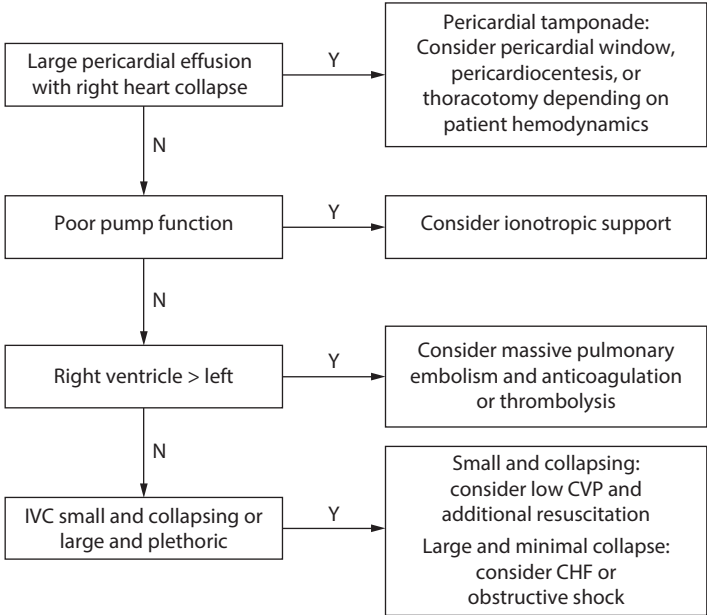 Large pericardial effusion
with right heart collapse
Y
Pericardial tamponade:
Consider pericardial window,
pericardiocentesis, or
thoracotomy depending on
patient hemodynamics
N
Poor pump function
Y
Consider ionotropic support
N
Right ventricle > left
Y
Consider massive pulmonary
embolism and anticoagulation
or thrombolysis
N
IVC small and collapsing or
large and plethoric
Y
Small and collapsing:
consider low CVP and
additional resuscitation
Large and minimal collapse:
consider CHF or
obstructive shock